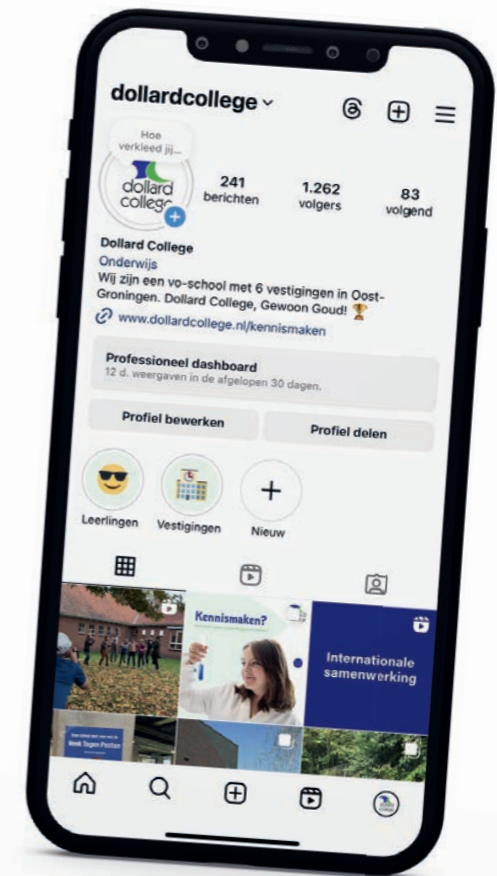 dollardcollege
Hoe
verkleed jij...
dollard
college
241
berichten
1.262
volgers
83
volgend
Dollard College
Onderwijs
Wij zijn een vo-school met 6 vestigingen in Oost-
Groningen. Dollard College, Gewoon Goud! 🏆
www.dollardcollege.nl/kennismaken
Professioneel dashboard
12 d. weergaven in de afgelopen 30 dagen.
Profiel bewerken
Profiel delen
Leerlingen
Vestigingen
Nieuw
Kennismaken?
Internationale
samenwerking
Week Tegen Pesten